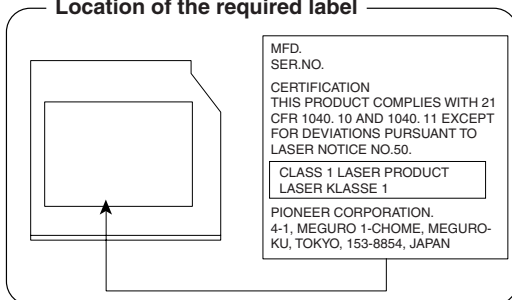 Location of the required label
MFD.
SER.NO.
CERTIFICATION
THIS PRODUCT COMPLIES WITH 21
CFR 1040. 10 AND 1040. 11 EXCEPT
FOR DEVIATIONS PURSUANT TO
LASER NOTICE NO.50.
CLASS 1 LASER PRODUCT
LASER KLASSE 1
PIONEER CORPORATION.
4-1, MEGURO 1-CHOME, MEGURO-
KU, TOKYO, 153-8854, JAPAN